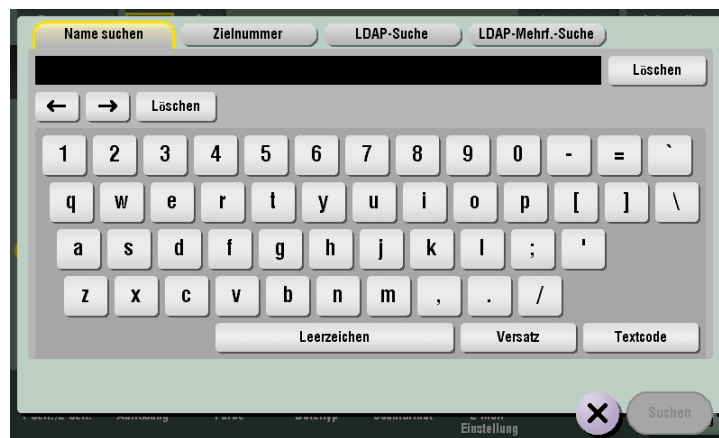 Name suchen Zielnummer LDAP-Suche LDAP-Mehrf.-Suche
Löschen
← → Löschen
1 2 3 4 5 6 7 8 9 0 - = `
q w e r t y u i o p [ ] \
a s d f g h j k l ; '
z x c v b n m , . /
Leerzeichen Versatz Textcode
Suchen
Einstellung